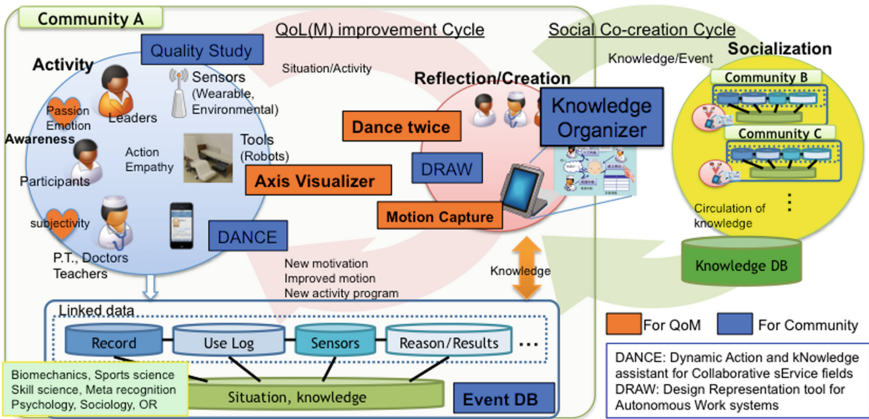 Community A
QoL(M) improvement Cycle
Social Co-creation Cycle
Activity
Quality Study
Sensors
(Wearable,
Environmental)
Situation/Activity
Knowledge/Event
Socialization
Passion
Emotion
Leaders
Reflection/Creation
Community B
Awareness
Action
Empathy
Tools
(Robots)
Dance twice
Knowledge
Organizer
Community C
Participants
Axis Visualizer
DRAW
subjectivity
DANCE
Motion Capture
Circulation of
knowledge
P.T., Doctors
Teachers
New motivation
Improved motion
New activity program
Knowledge
Knowledge DB
Linked data
Record
Use Log
Sensors
Reason/Results
...
For QoM
For Community
Biomechanics, Sports science
Skill science, Meta recognition
Psychology, Sociology, OR
Situation, knowledge
Event DB
DANCE: Dynamic Action and kNowledge
assistant for Collaborative sErvice fields
DRAW: Design Representation tool for
Autonomous Work systems